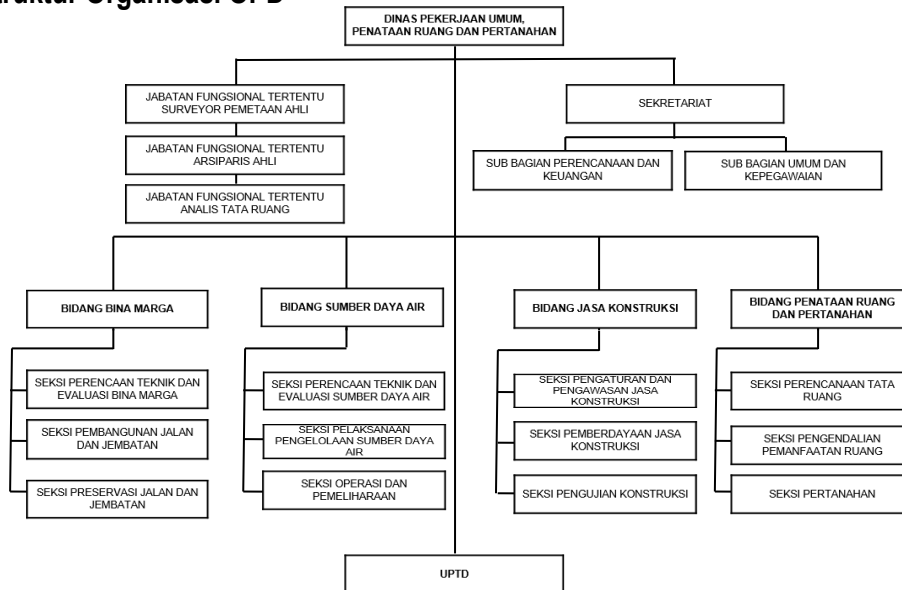 Organisasi
DINAS PEKERJAAN UMUM,
PENATAAN RUANG DAN PERTANAHAN
JABATAN FUNGSIONAL TERTENTU
SURVEYOR PEMETAAN AHLI
SEKRETARIAT
JABATAN FUNGSIONAL TERTENTU
ARSIPARIS AHLI
SUB BAGIAN PERENCANAAN DAN
KEUANGAN
SUB BAGIAN UMUM DAN
KEPEGAWAIAN
JABATAN FUNGSIONAL TERTENTU
ANALIS TATA RUANG
BIDANG BINA MARGA
BIDANG SUMBER DAYA AIR
BIDANG JASA KONSTRUKSI
BIDANG PENATAAN RUANG
DAN PERTANAHAN
SEKSI PERENCAAN TEKNIK DAN
EVALUASI BINA MARGA
SEKSI PERENCAAN TEKNIK DAN
EVALUASI SUMBER DAYA AIR
SEKSI PENGATURAN DAN
PENGAWASAN JASA
KONSTRUKSI
SEKSI PERENCANAAN TATA
RUANG
SEKSI PEMBANGUNAN JALAN
DAN JEMBATAN
SEKSI PELAKSANAAN
PENGELOLAAN SUMBER DAYA
AIR
SEKSI PEMBERDAYAAN JASA
KONSTRUKSI
SEKSI PENGENDALIAN
PEMANFAATAN RUANG
SEKSI PRESERVASI JALAN DAN
JEMBATAN
SEKSI OPERASI DAN
PEMELIHARAAN
SEKSI PENGUJIAN KONSTRUKSI
SEKSI PERTANAHAN
UPTD